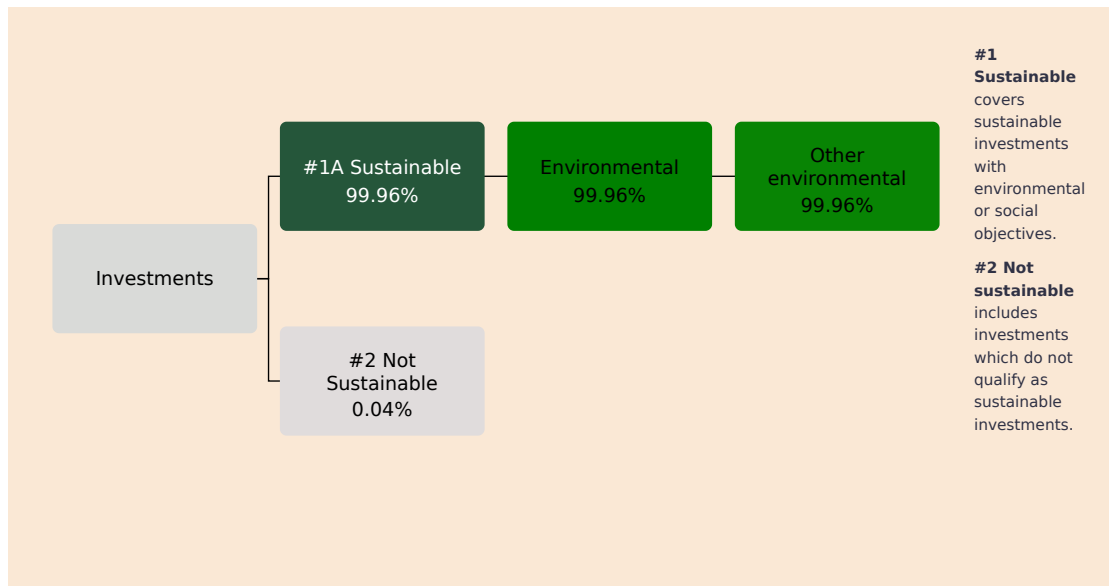 Investments
#1A Sustainable
99.96%
Environmental
99.96%
Other
environmental
99.96%
#2 Not
Sustainable
0.04%
#1
Sustainable
covers
sustainable
investments
with
environmental
or social
objectives.
#2 Not
sustainable
includes
investments
which do not
qualify as
sustainable
investments.